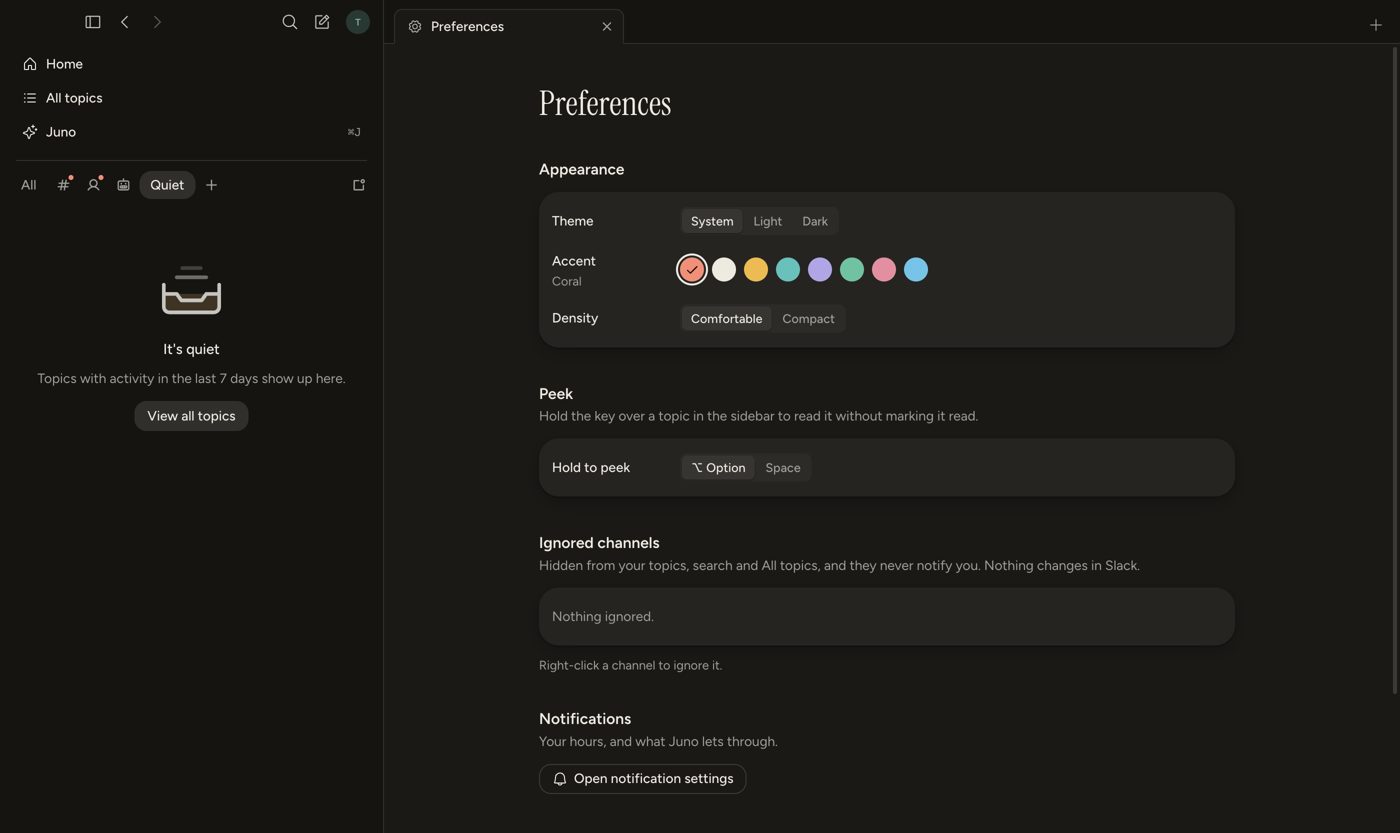 T
Preferences
Home
All topics
Juno ⌘J
All Quiet
It's quiet
Topics with activity in the last 7 days show up here.
View all topics
Preferences
Appearance
Theme System Light Dark
Accent
Coral
Density Comfortable Compact
Peek
Hold the key over a topic in the sidebar to read it without marking it read.
Hold to peek ⌥ Option Space
Ignored channels
Hidden from your topics, search and All topics, and they never notify you. Nothing changes in Slack.
Nothing ignored.
Right-click a channel to ignore it.
Notifications
Your hours, and what Juno lets through.
Open notification settings